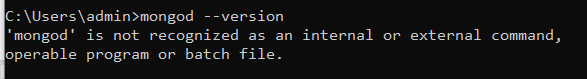 C:\Users\admin>mongod --version
'mongod' is not recognized as an internal or external command,
operable program or batch file.